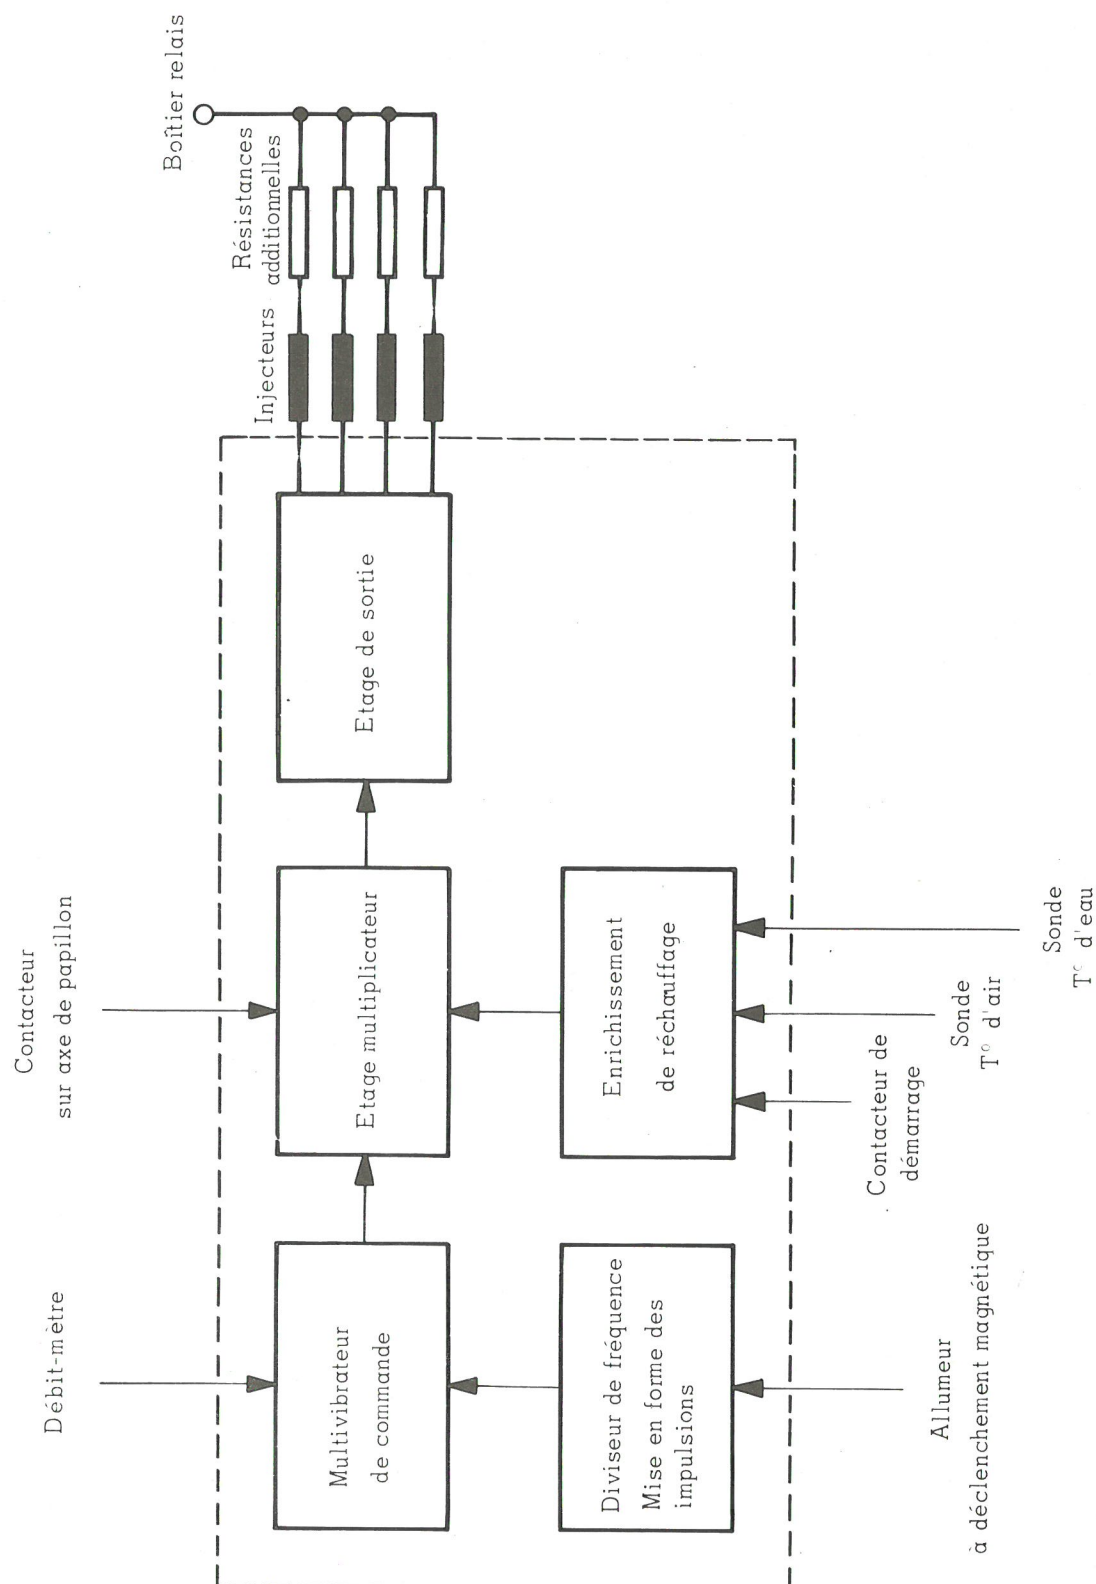 Débit-mètre
Contacteur
sur axe de papillon
Boîtier relais
Résistances
additionnelles
Injecteurs
Multivibrateur
de commande
Etage multiplicateur
Etage de sortie
Diviseur de fréquence
Mise en forme des
impulsions
Enrichissement
de réchauffage
Allumeur
à déclenchement magnétique
Contacteur de
démarrage
Sonde
T° d'air
Sonde
T° d'eau